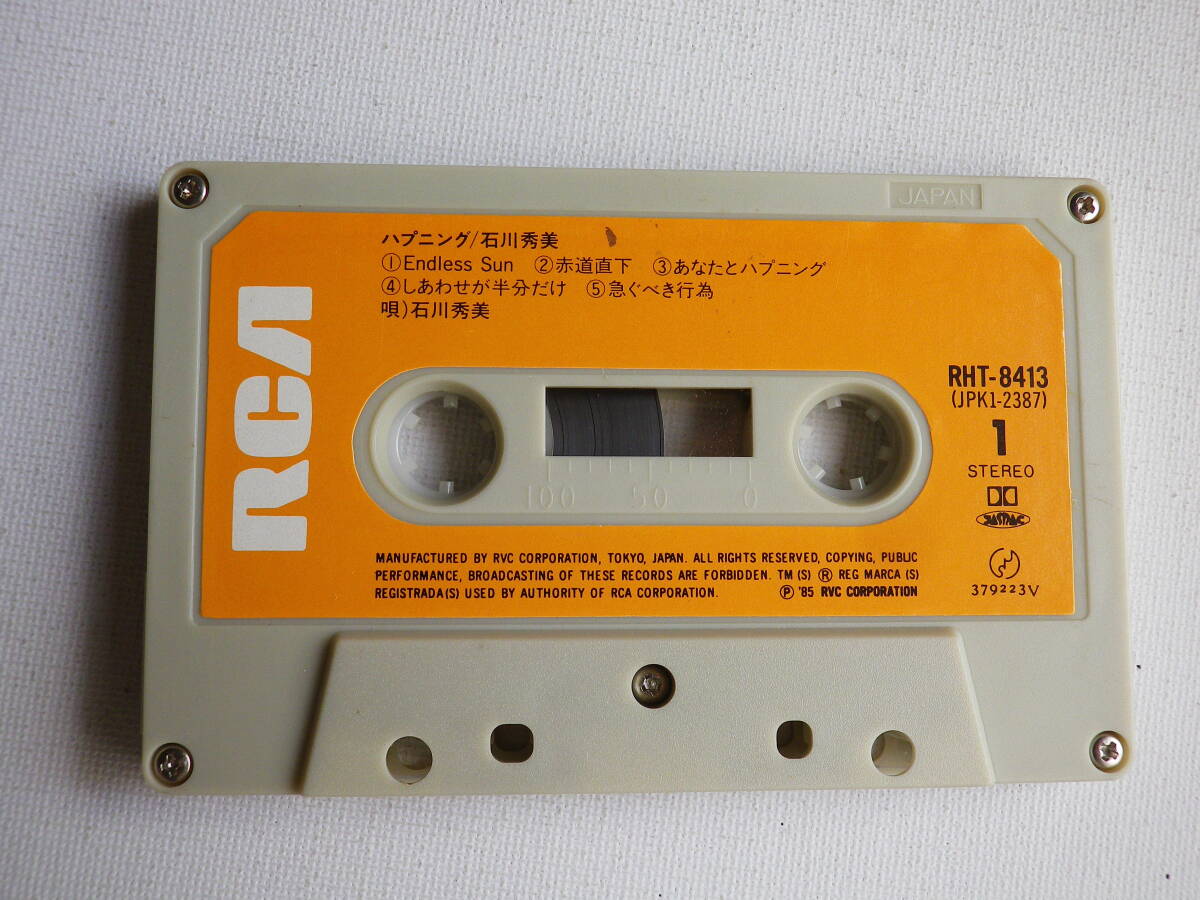 JAPAN
ハプニング/石川秀美
①Endless Sun ②赤道直下 ③あなたとハプニング
④しあわせが半分だけ ⑤急ぐべき行為
唄)石川秀美
RCA
RHT-8413
(JPK1-2387)
1
STEREO
100 50 0
MANUFACTURED BY RVC CORPORATION, TOKYO, JAPAN. ALL RIGHTS RESERVED, COPYING, PUBLIC
PERFORMANCE, BROADCASTING OF THESE RECORDS ARE FORBIDDEN. TM(S) Ⓡ REG MARCA(S)
REGISTRADA(S) USED BY AUTHORITY OF RCA CORPORATION. Ⓟ '85 RVC CORPORATION
JASRAC
379223V